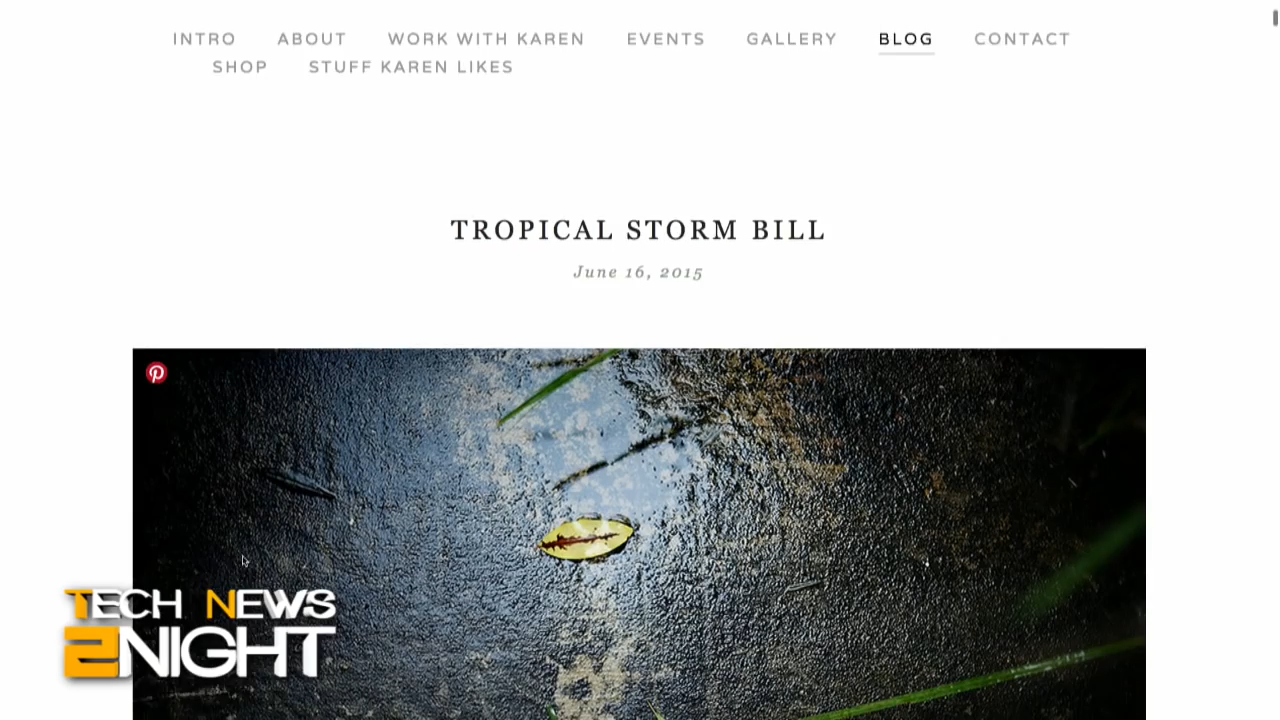 INTRO ABOUT WORK WITH KAREN EVENTS GALLERY BLOG CONTACT
SHOP STUFF KAREN LIKES
TROPICAL STORM BILL
June 16, 2015
TECH NEWS
2NIGHT